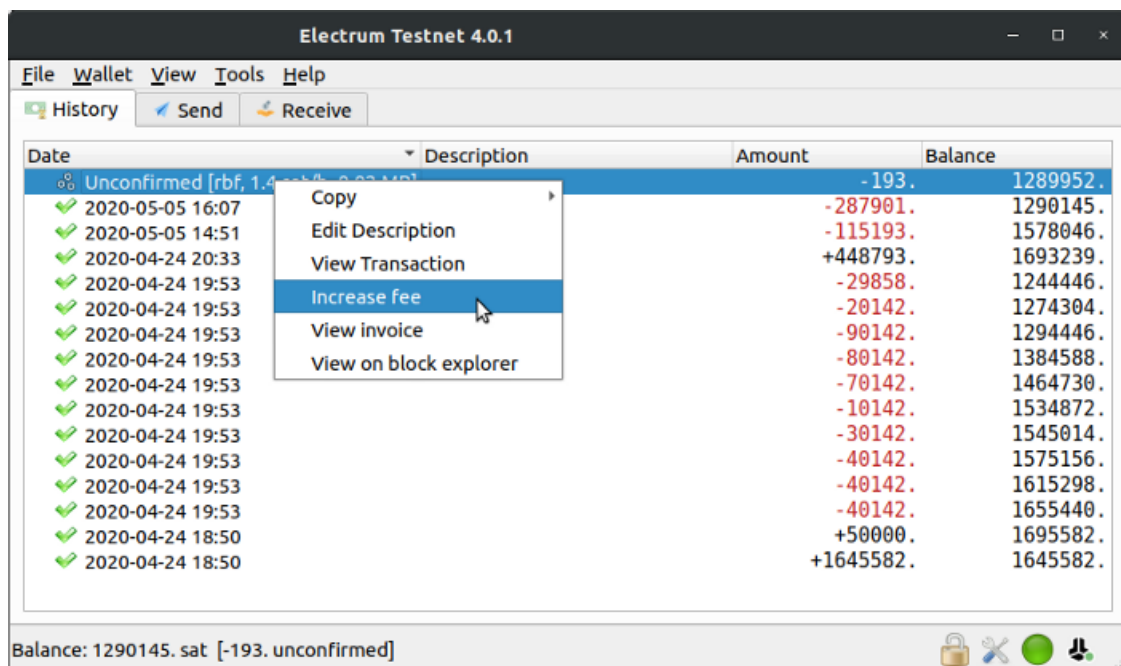 Electrum Testnet 4.0.1
File Wallet View Tools Help
History Send Receive
Date Description Amount Balance
Unconfirmed [rbf, 1.4 -193. 1289952.
2020-05-05 16:07 -287901. 1290145.
2020-05-05 14:51 -115193. 1578046.
2020-04-24 20:33 +448793. 1693239.
2020-04-24 19:53 -29858. 1244446.
2020-04-24 19:53 -20142. 1274304.
2020-04-24 19:53 -90142. 1294446.
2020-04-24 19:53 -80142. 1384588.
2020-04-24 19:53 -70142. 1464730.
2020-04-24 19:53 -10142. 1534872.
2020-04-24 19:53 -30142. 1545014.
2020-04-24 19:53 -40142. 1575156.
2020-04-24 19:53 -40142. 1615298.
2020-04-24 19:53 -40142. 1655440.
2020-04-24 18:50 +50000. 1695582.
2020-04-24 18:50 +1645582. 1645582.
Copy
Edit Description
View Transaction
Increase fee
View invoice
View on block explorer
Balance: 1290145. sat [-193. unconfirmed]